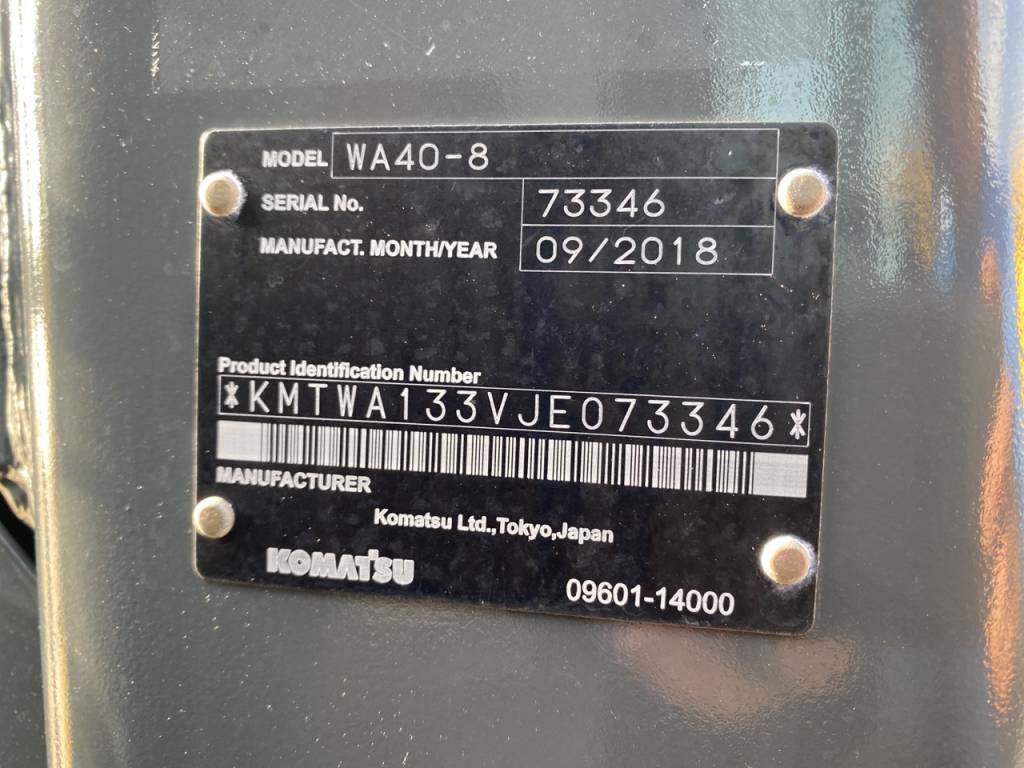 MODEL WA40-8
SERIAL No. 73346
MANUFACT. MONTH/YEAR 09/2018
Product Identification Number
*KMTWA133VJE073346*
MANUFACTURER
Komatsu Ltd.,Tokyo,Japan
KOMATSU
09601-14000